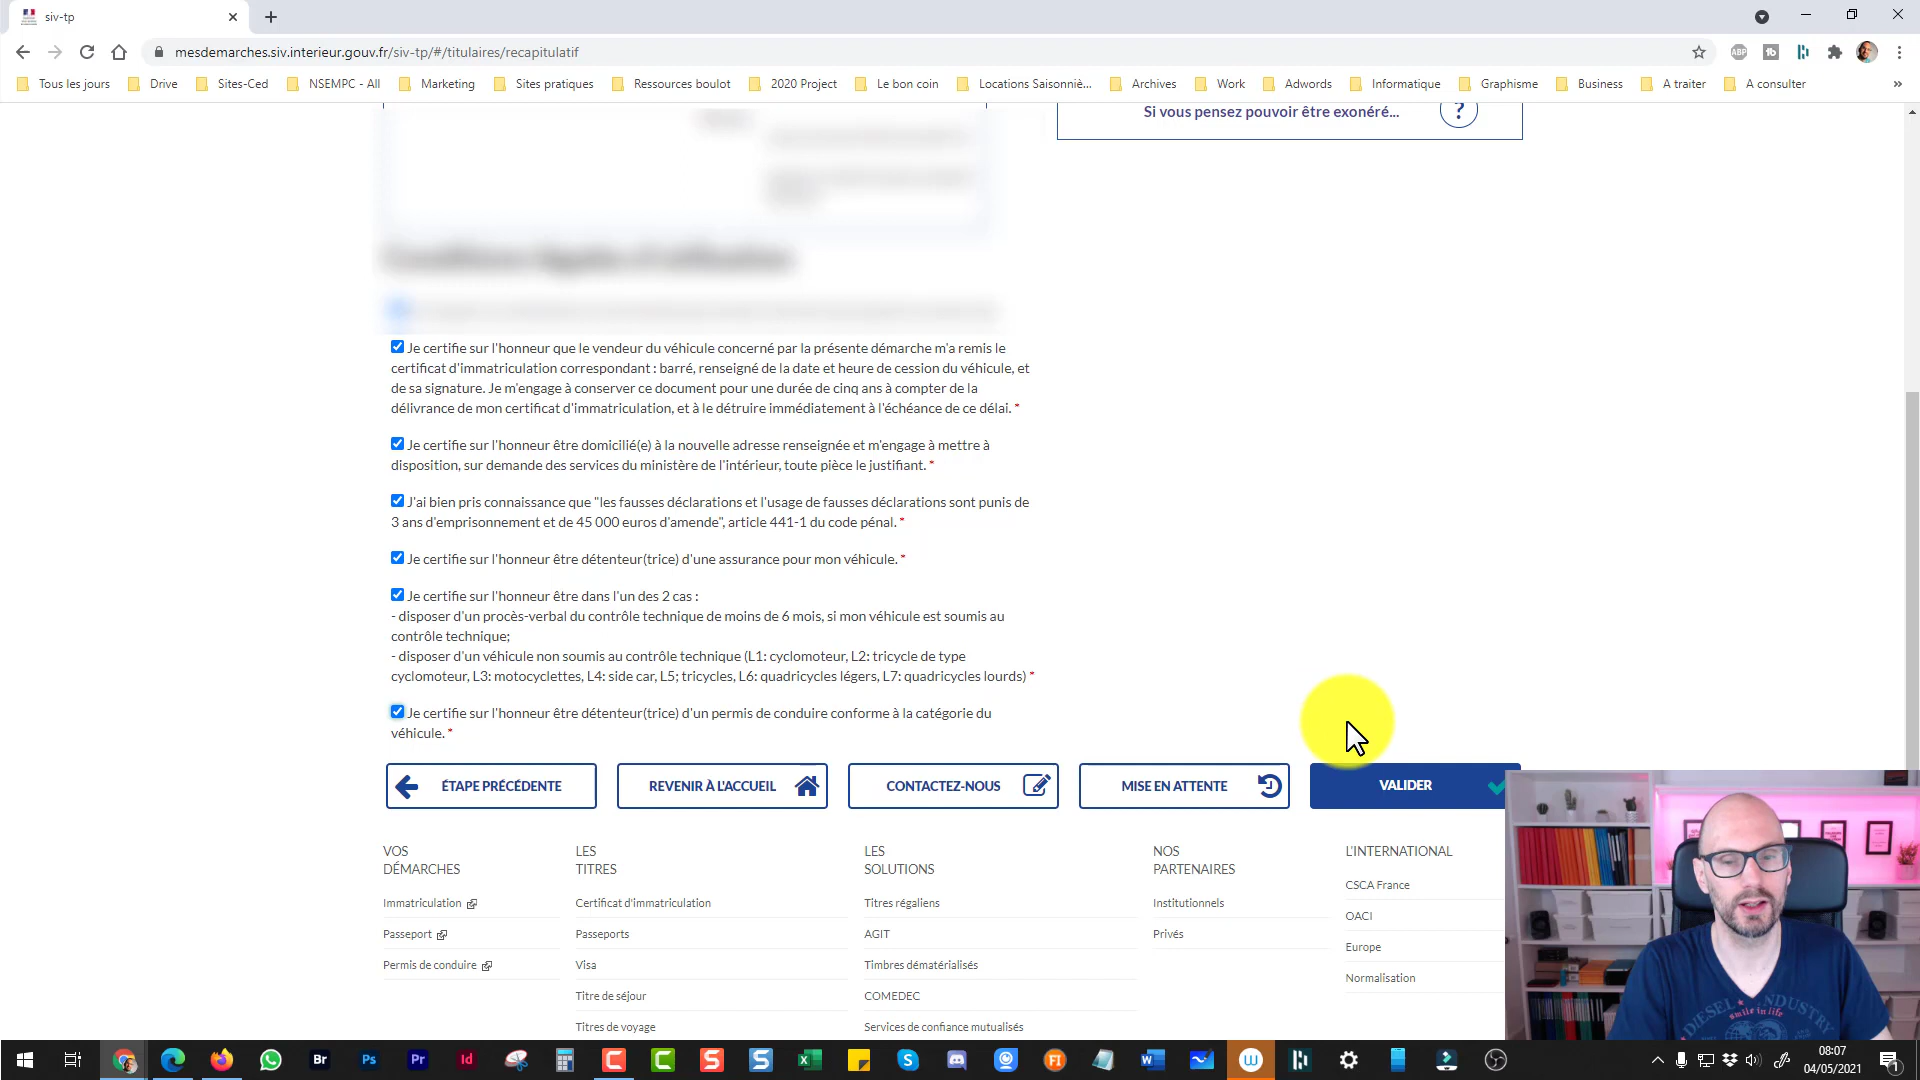 siv-tp
mesdemarches.siv.interieur.gouv.fr/siv-tp/#/titulaires/recapitulatif
Tous les jours Drive Sites-Ced NSEMPC - All Marketing Sites pratiques Ressources boulot 2020 Project Le bon coin Locations Saisonniè... Archives Work Adwords Informatique Graphisme Business A traiter A consulter »
Si vous pensez pouvoir être exonéré... ?
Je certifie sur l'honneur que le vendeur du véhicule concerné par la présente démarche m'a remis le
certificat d'immatriculation correspondant : barré, renseigné de la date et heure de cession du véhicule, et
de sa signature. Je m'engage à conserver ce document pour une durée de cinq ans à compter de la
délivrance de mon certificat d'immatriculation, et à le détruire immédiatement à l'échéance de ce délai. *
Je certifie sur l'honneur être domicilié(e) à la nouvelle adresse renseignée et m'engage à mettre à
disposition, sur demande des services du ministère de l'intérieur, toute pièce le justifiant. *
J'ai bien pris connaissance que "les fausses déclarations et l'usage de fausses déclarations sont punis de
3 ans d'emprisonnement et de 45 000 euros d'amende", article 441-1 du code pénal. *
Je certifie sur l'honneur être détenteur(trice) d'une assurance pour mon véhicule. *
Je certifie sur l'honneur être dans l'un des 2 cas :
- disposer d'un procès-verbal du contrôle technique de moins de 6 mois, si mon véhicule est soumis au
contrôle technique;
- disposer d'un véhicule non soumis au contrôle technique (L1: cyclomoteur, L2: tricycle de type
cyclomoteur, L3: motocyclettes, L4: side car, L5; tricycles, L6: quadricycles légers, L7: quadricycles lourds) *
Je certifie sur l'honneur être détenteur(trice) d'un permis de conduire conforme à la catégorie du
véhicule. *
ÉTAPE PRÉCÉDENTE REVENIR À L'ACCUEIL CONTACTEZ-NOUS MISE EN ATTENTE VALIDER
VOS
DÉMARCHES
Immatriculation
Passeport
Permis de conduire
LES
TITRES
Certificat d'immatriculation
Passeports
Visa
Titre de séjour
Titres de voyage
LES
SOLUTIONS
Titres régaliens
AGIT
Timbres dématérialisés
COMEDEC
Services de confiance mutualisés
NOS
PARTENAIRES
Institutionnels
Privés
L'INTERNATIONAL
CSCA France
OACI
Europe
Normalisation
DIESEL INDUSTRY
smile in life
08:07
04/05/2021